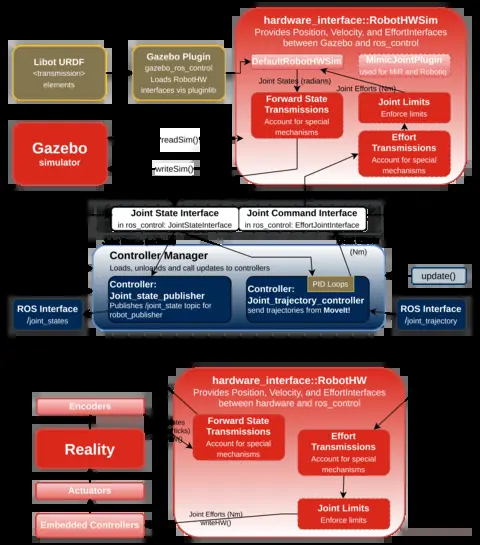 hardware_interface::RobotHWSim
Provides Position, Velocity, and EffortInterfaces
between Gazebo and ros_control
Libot URDF
<transmission>
elements
Gazebo Plugin
gazebo_ros_control
Loads RobotHW
interfaces vis pluginlib
DefaultRobotHWSim
MimicJointPlugin
used for MiR and Robotiq
Joint States (radians)
Joint Efforts (Nm)
Forward State
Transmissions
Account for special
mechanisms
Joint Limits
Enforce limits
Effort
Transmissions
Account for special
mechanisms
Gazebo
simulator
readSim()
writeSim()
Joint State Interface
in ros_control: JointStateInterface
Joint Command Interface
in ros_control: EffortJointInterface
(Nm)
Controller Manager
Loads, unloads and call updates to controllers
update()
Controller:
Joint_state_publisher
Publishes /joint_state topic for
robot_publisher
PID Loops
Controller:
Joint_trajectory_controller
send trajectories from MoveIt!
ROS Interface
/joint_states
ROS Interface
/joint_trajectory
hardware_interface::RobotHW
Provides Position, Velocity, and EffortInterfaces
between hardware and ros_control
Encoders
Reality
Actuators
Embedded Controllers
Forward State
Transmissions
Account for special
mechanisms
Effort
Transmissions
Account for special
mechanisms
Joint Limits
Enforce limits
Joint Efforts (Nm)
writeHW()